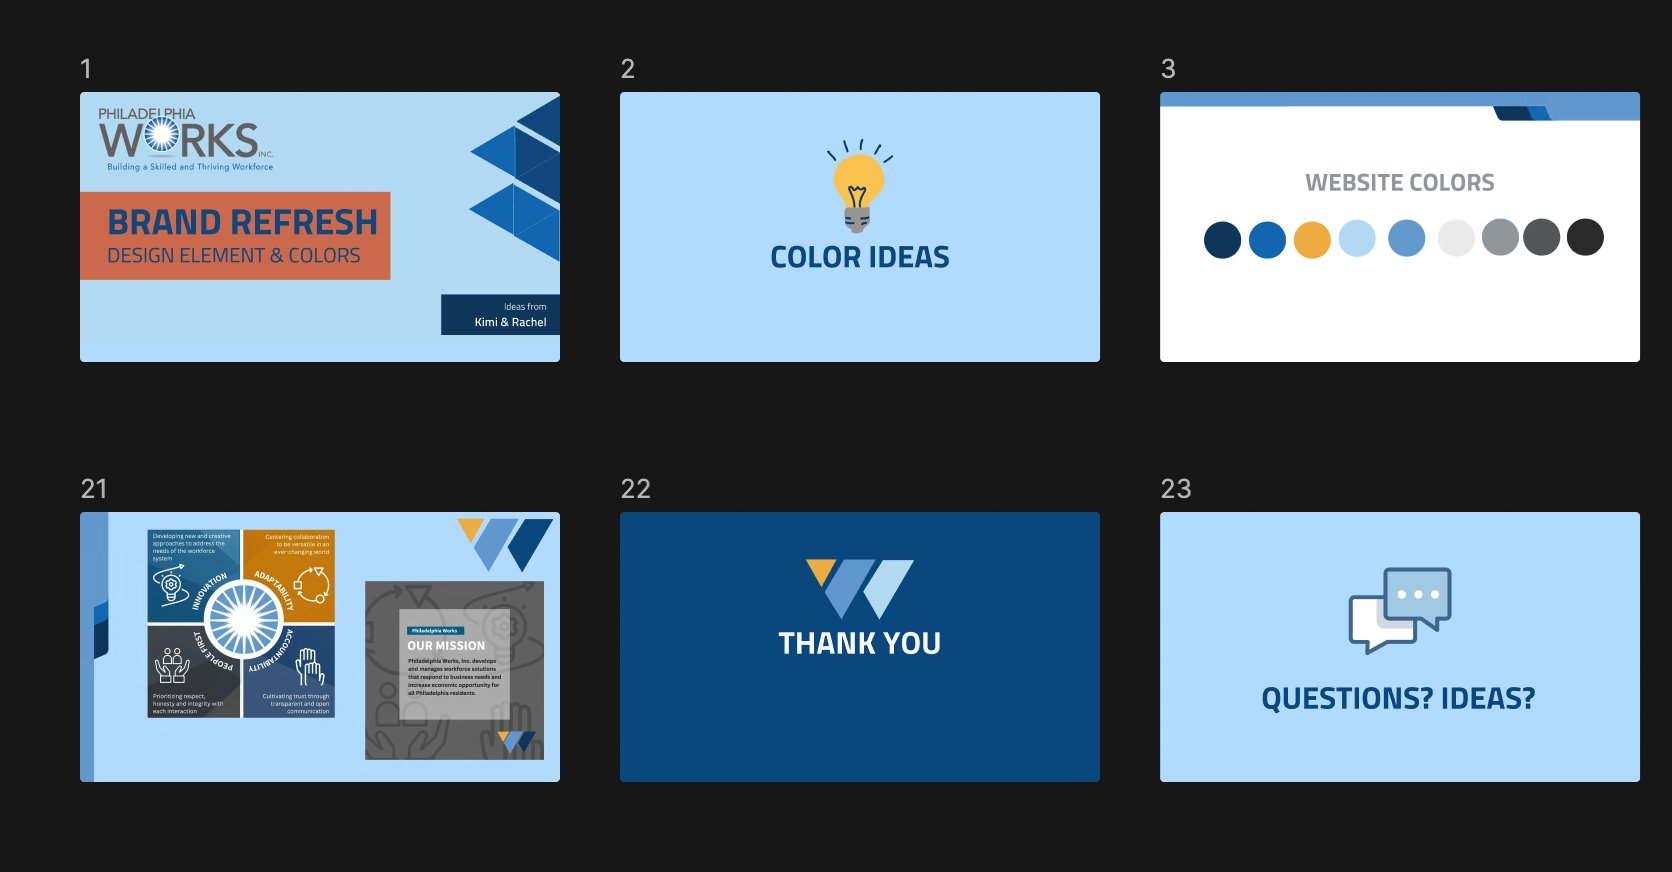 1
PHILADELPHIA
WORKS INC.
Building a Skilled and Thriving Workforce
BRAND REFRESH
DESIGN ELEMENT & COLORS
Ideas from
Kimi & Rachel
2
COLOR IDEAS
3
WEBSITE COLORS
21
Developing new and creative
approaches to address the
needs of the workforce
system
Centering collaboration
to be versatile in an
ever-changing world
INNOVATION
ADAPTABILITY
PEOPLE FIRST
ACCOUNTABILITY
Prioritizing respect,
honesty and integrity with
each interaction
Cultivating trust through
transparent and open
communication
Philadelphia Works
OUR MISSION
Philadelphia Works, Inc. develops
and manages workforce solutions
that respond to business needs and
increase economic opportunity for
all Philadelphia residents.
22
THANK YOU
23
QUESTIONS? IDEAS?